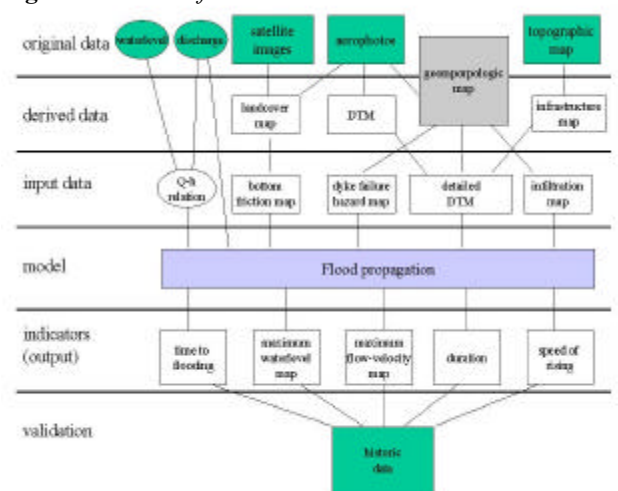 original data
waterlevel
discharge
satellite
images
aerophotos
geomporpologic
map
topographic
map
derived data
landcover
map
DTM
infrastructure
map
input data
Q-h
relation
bottom
friction map
dyke failure
hazard map
detailed
DTM
infiltration
map
model
Flood propagation
indicators
(output)
time to
flooding
maximum
waterlevel
map
maximum
flow-velocity
map
duration
speed of
rising
validation
historic
data